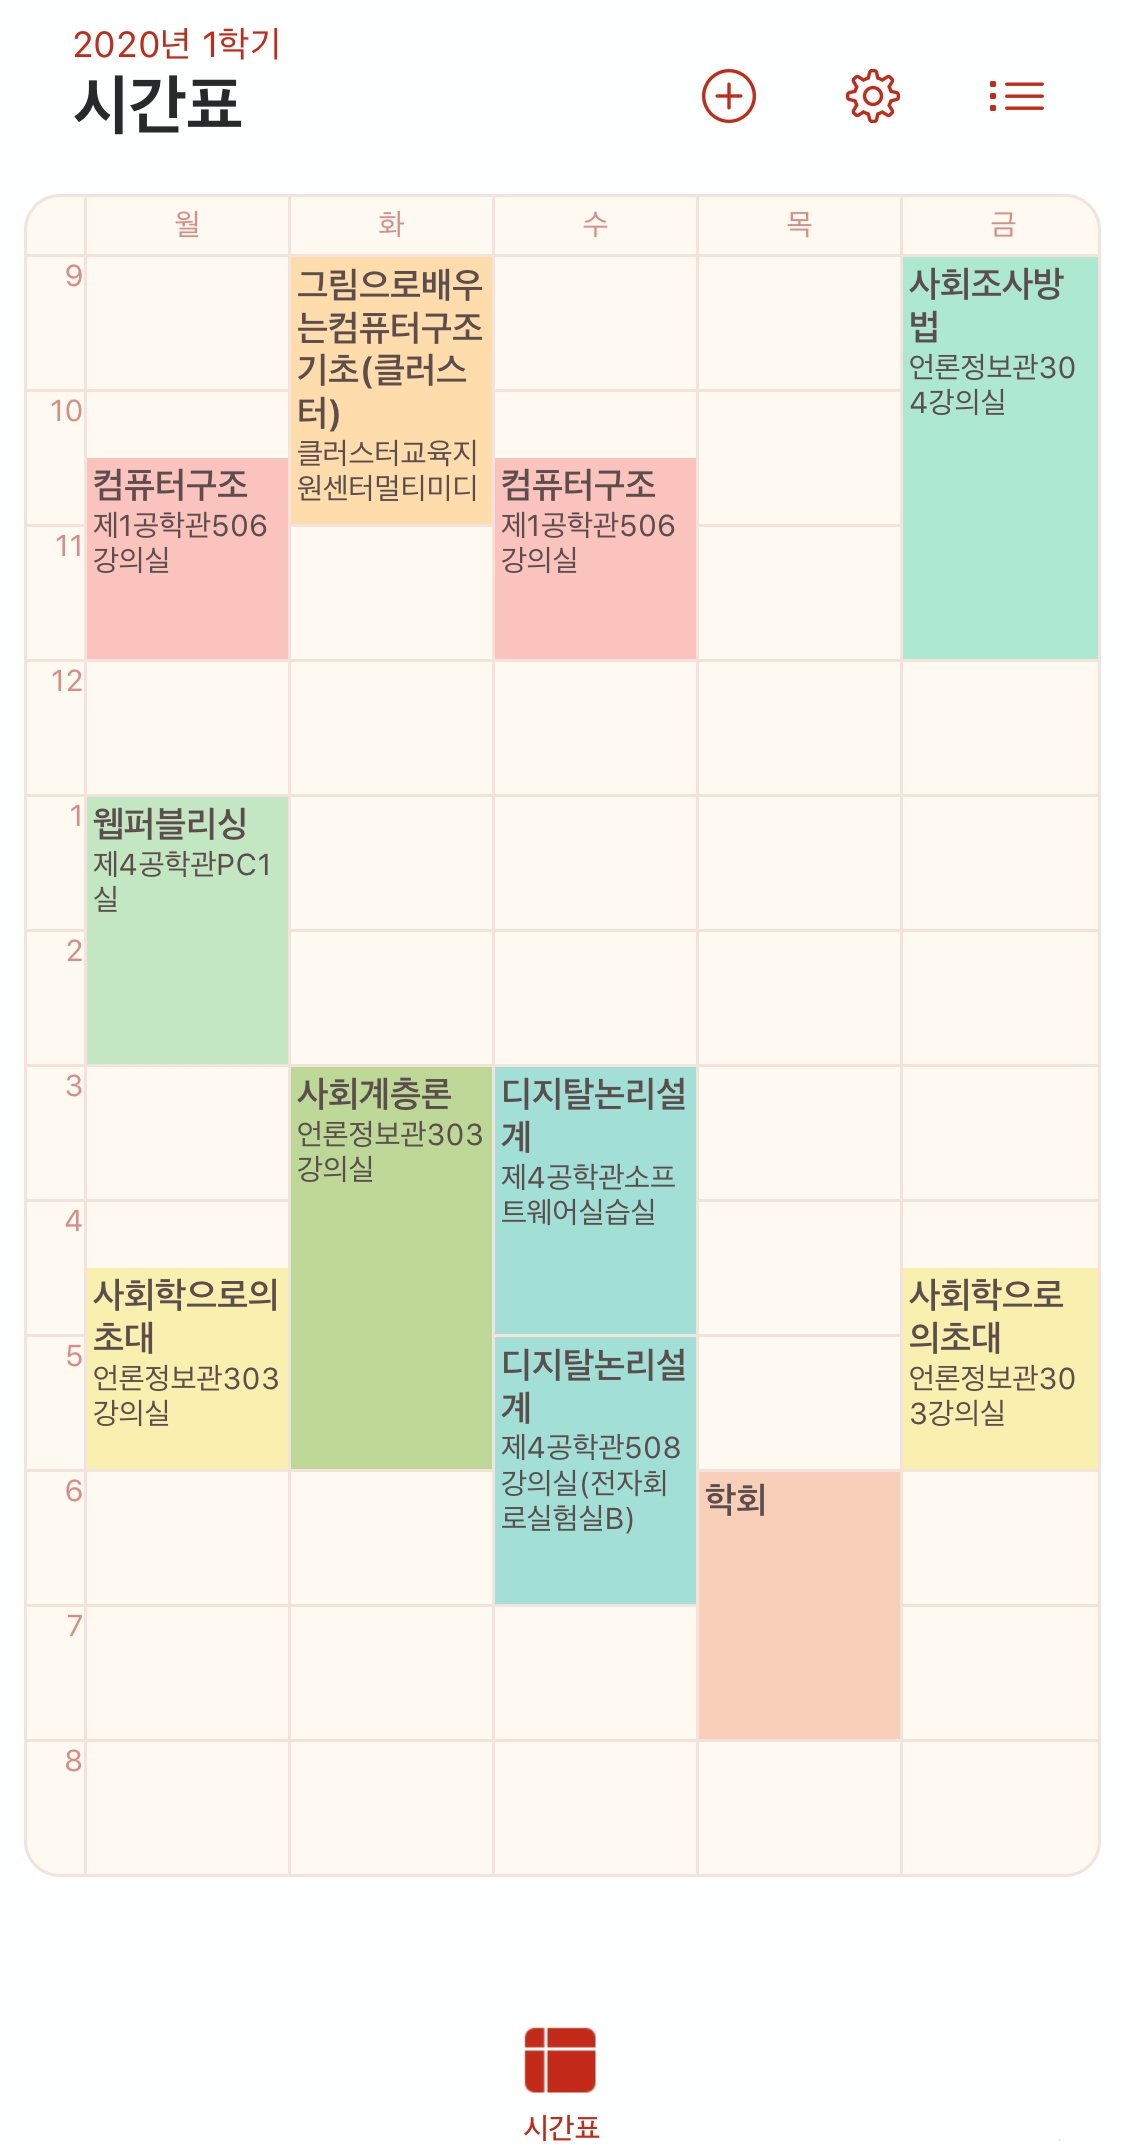 2020년 1학기
시간표
월
화
수
목
금
9
10
11
12
1
2
3
4
5
6
7
8
컴퓨터구조
제1공학관506
강의실
웹퍼블리싱
제4공학관PC1
실
사회학으로의
초대
언론정보관303
강의실
그림으로배우
는컴퓨터구조
기초(클러스
터)
클러스터교육지
원센터멀티미디
사회계층론
언론정보관303
강의실
컴퓨터구조
제1공학관506
강의실
디지탈논리설
계
제4공학관소프
트웨어실습실
디지탈논리설
계
제4공학관508
강의실(전자회
로실험실B)
학회
사회조사방
법
언론정보관30
4강의실
사회학으로
의초대
언론정보관30
3강의실
시간표